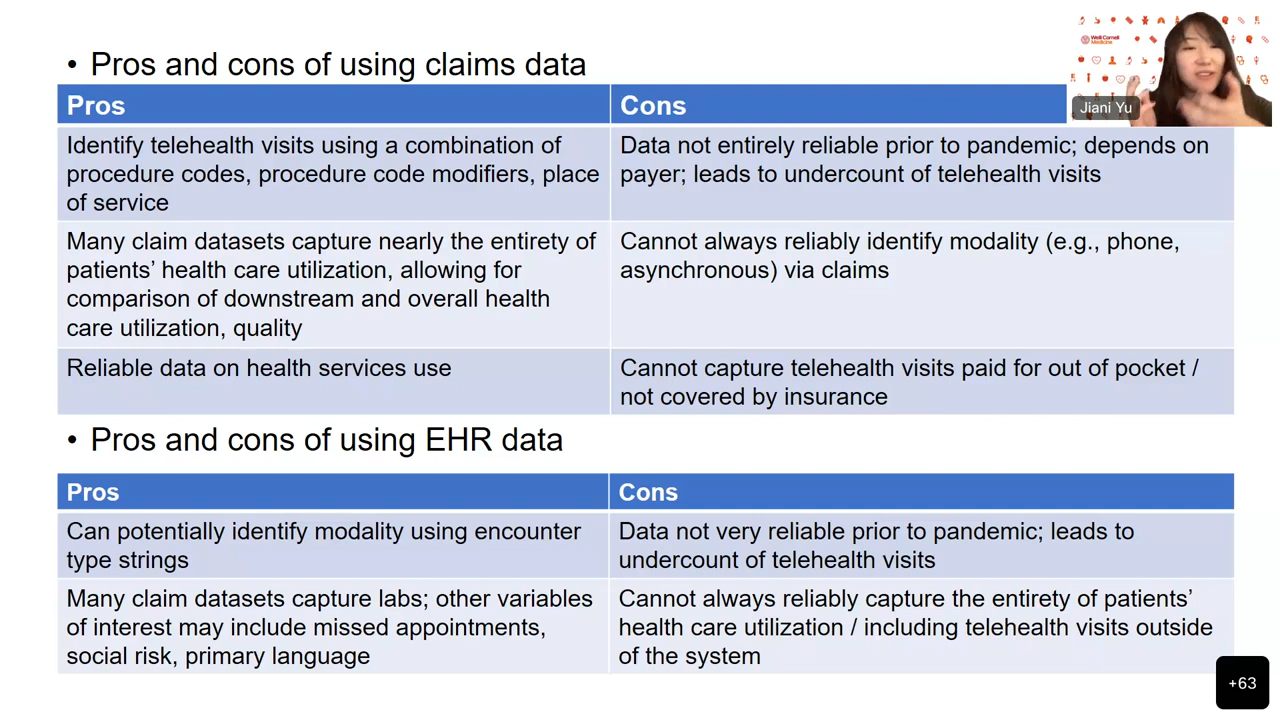 • Pros and cons of using claims data
Pros
Cons
Identify telehealth visits using a combination of
procedure codes, procedure code modifiers, place
of service
Data not entirely reliable prior to pandemic; depends on
payer; leads to undercount of telehealth visits
Many claim datasets capture nearly the entirety of
patients’ health care utilization, allowing for
comparison of downstream and overall health
care utilization, quality
Cannot always reliably identify modality (e.g., phone,
asynchronous) via claims
Reliable data on health services use
Cannot capture telehealth visits paid for out of pocket /
not covered by insurance
• Pros and cons of using EHR data
Pros
Cons
Can potentially identify modality using encounter
type strings
Data not very reliable prior to pandemic; leads to
undercount of telehealth visits
Many claim datasets capture labs; other variables
of interest may include missed appointments,
social risk, primary language
Cannot always reliably capture the entirety of patients’
health care utilization / including telehealth visits outside
of the system
Weill Cornell
Medicine
Jiani Yu
+63